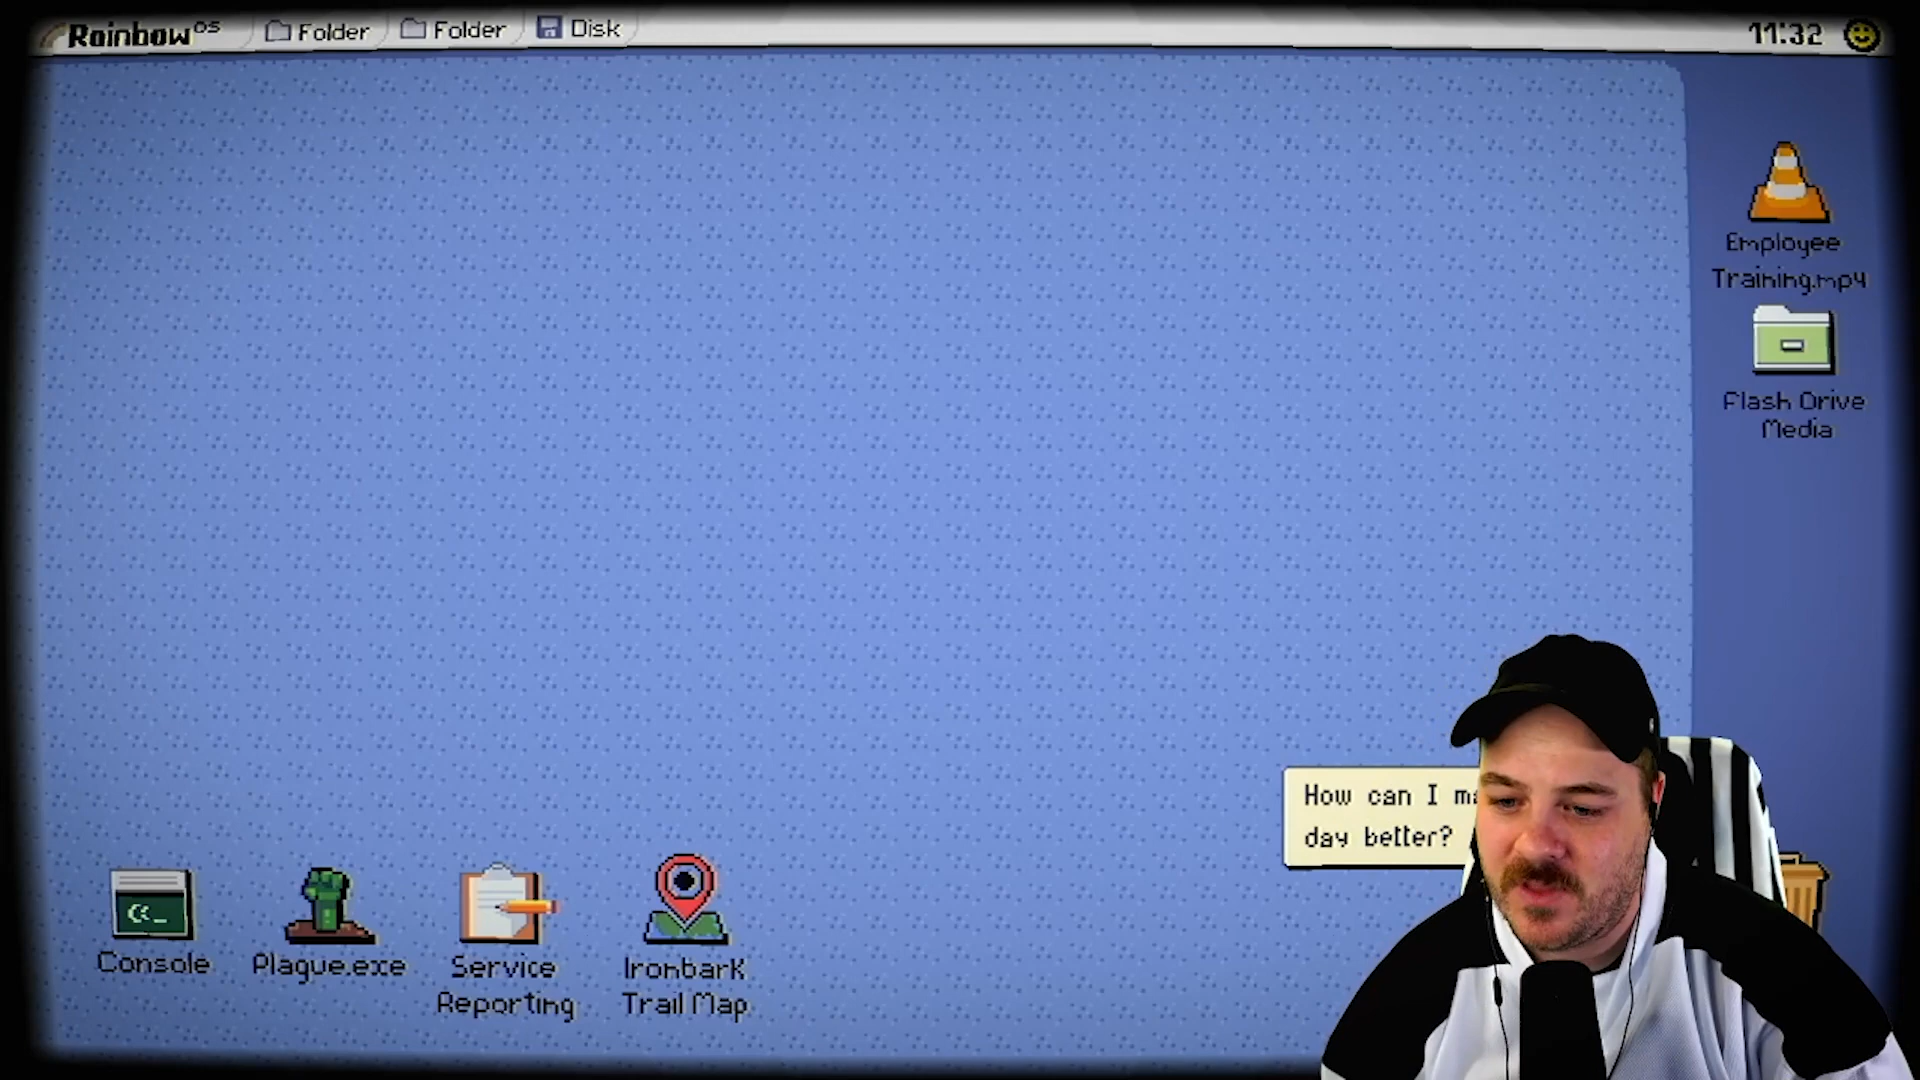 Rainbow OS
Folder
Folder
Disk
11:32
Employee
Training.mp4
Flash Drive
Media
How can I
day better?
Console
Plague.exe
Service
Reporting
Ironbark
Trail Map